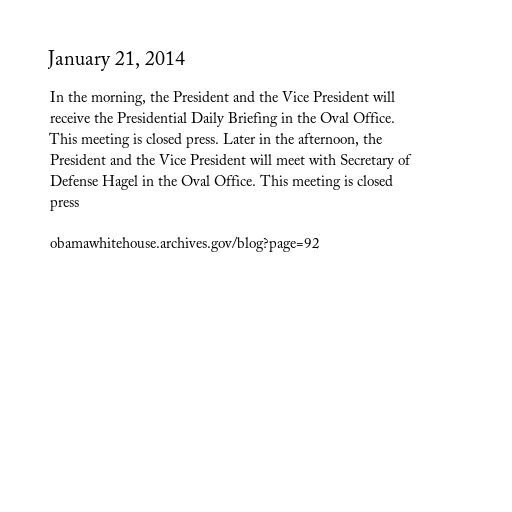 January 21, 2014
In the morning, the President and the Vice President will
receive the Presidential Daily Briefing in the Oval Office.
This meeting is closed press. Later in the afternoon, the
President and the Vice President will meet with Secretary of
Defense Hagel in the Oval Office. This meeting is closed
press
obamawhitehouse.archives.gov/blog?page=92